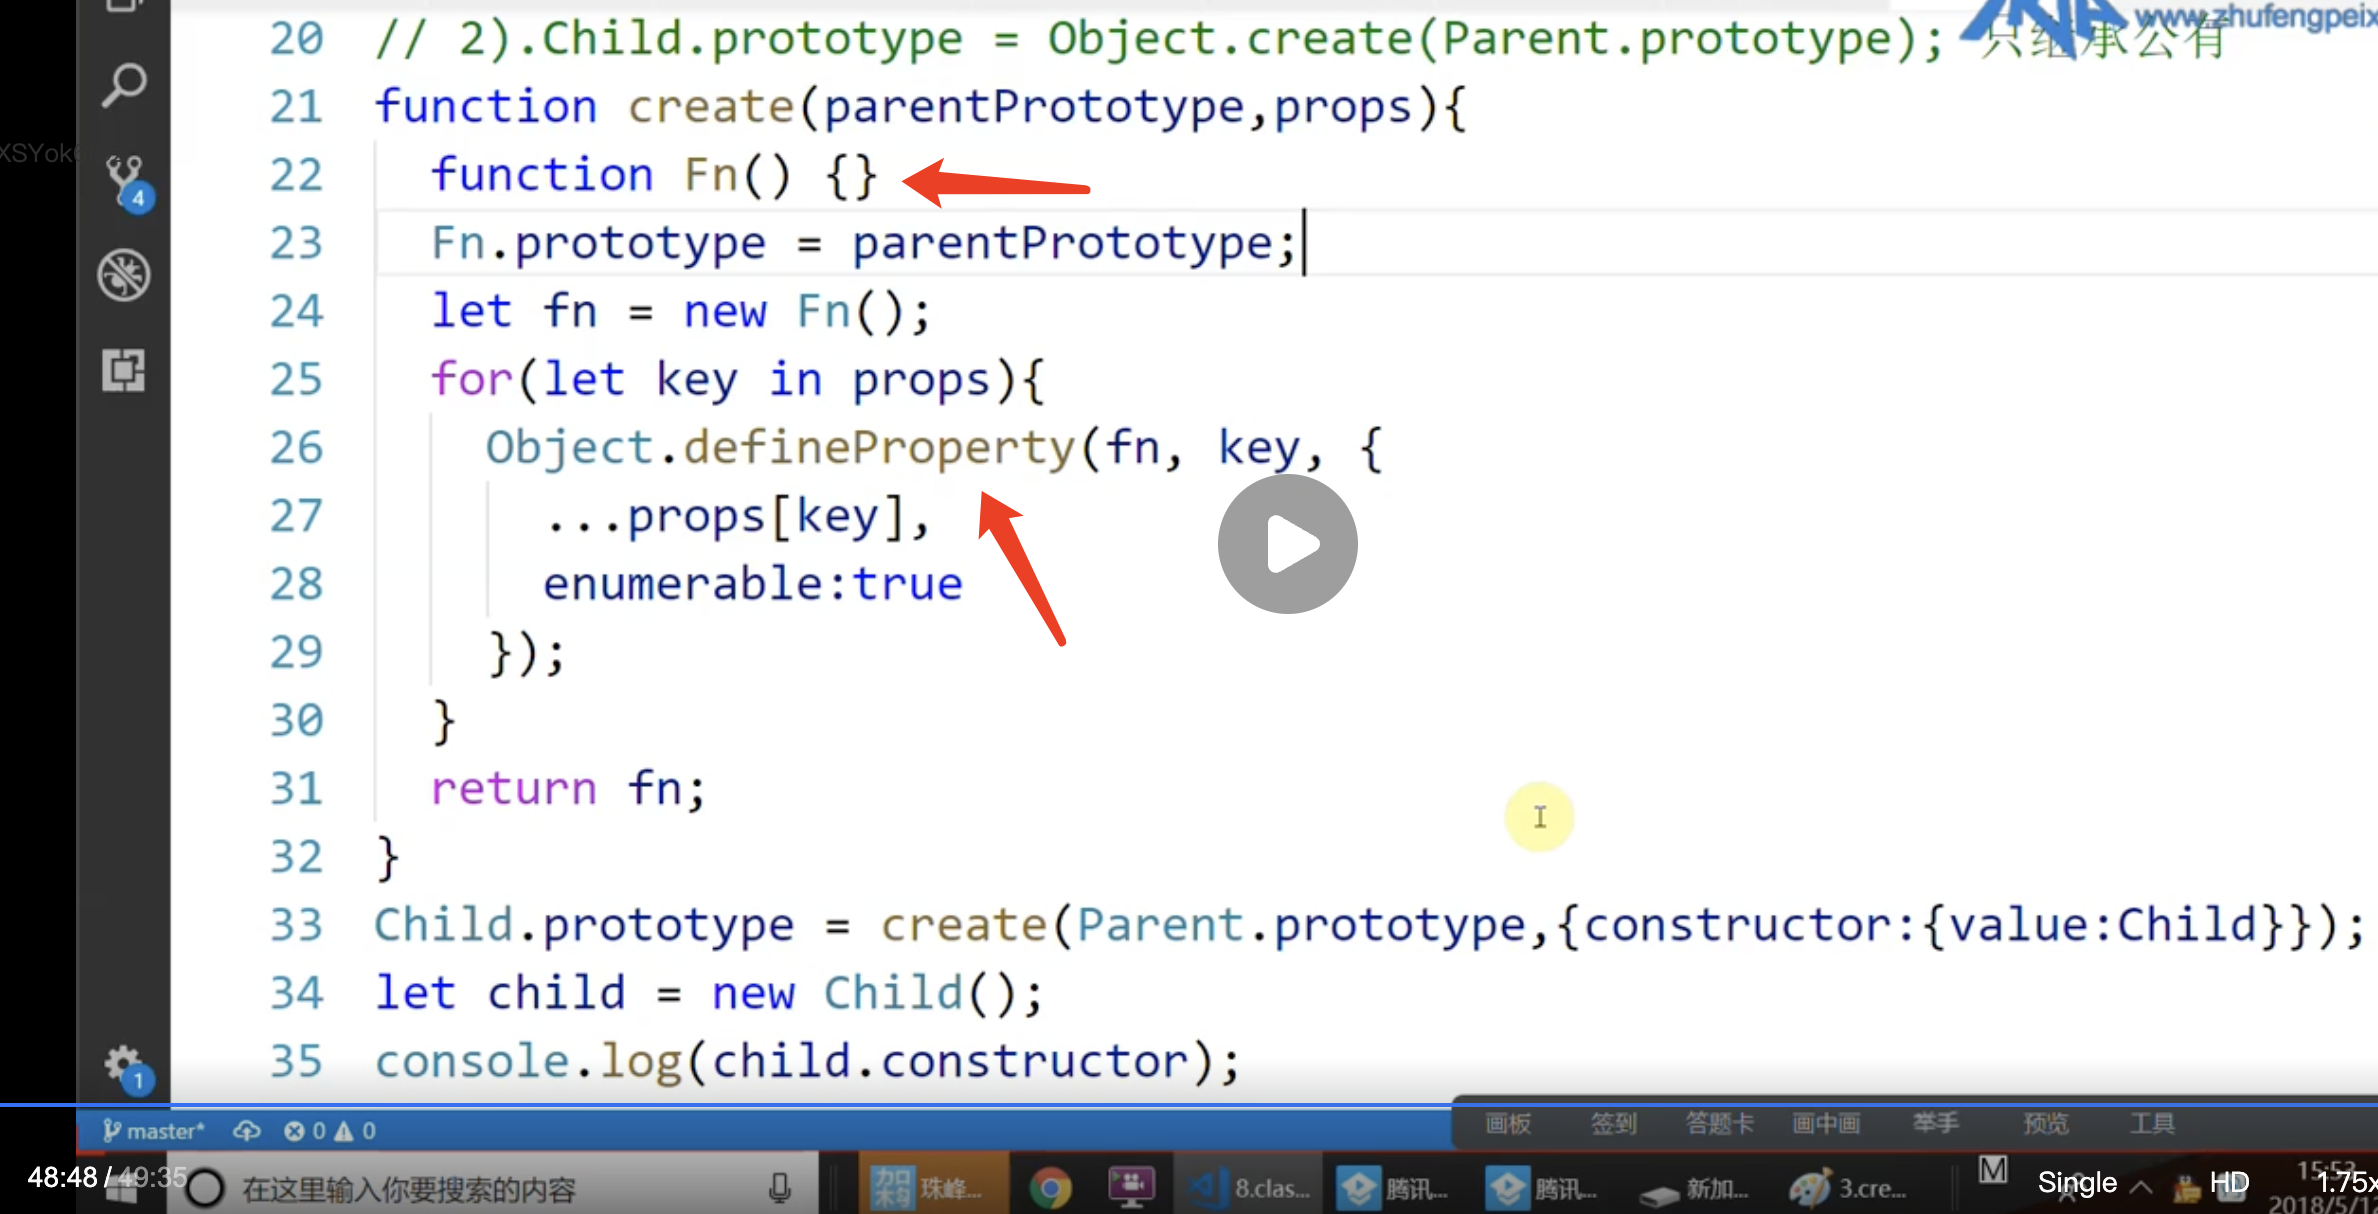 www.zhufengpeix
20 // 2).Child.prototype = Object.create(Parent.prototype); 只继承公有
21 function create(parentPrototype,props){
XSYok
22 function Fn() {}
4
23 Fn.prototype = parentPrototype;
24 let fn = new Fn();
25 for(let key in props){
26 Object.defineProperty(fn, key, {
27 ...props[key],
28 enumerable:true
29 });
30 }
31 return fn;
32 }
33 Child.prototype = create(Parent.prototype,{constructor:{value:Child}});
34 let child = new Child();
35 console.log(child.constructor);
1
master* 0 0
画板 签到 答题卡 画中画 举手 预览 工具
48:48 / 49:35
在这里输入你要搜索的内容
珠峰... 8.clas... 腾讯... 腾讯... 新加... 3.cre...
M Single HD 1.75x
15:53
2018/5/1